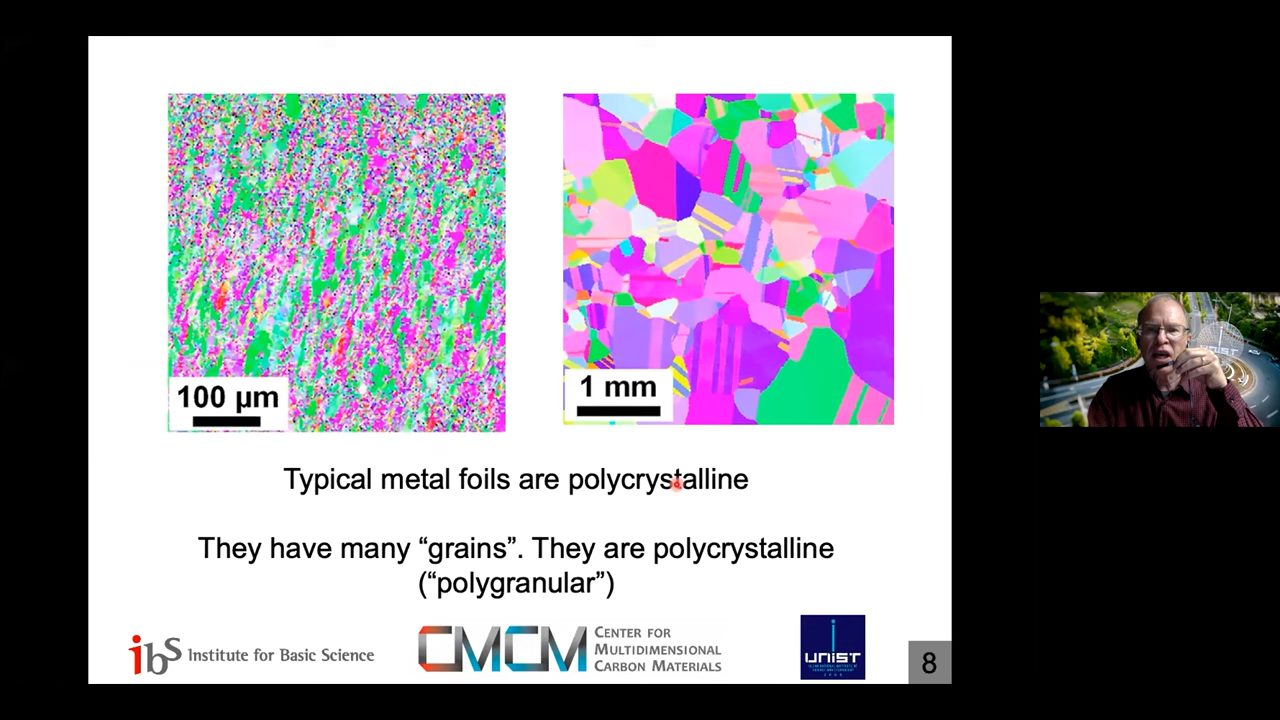 100 µm
1 mm
Typical metal foils are polycrystalline
They have many “grains”. They are polycrystalline
(“polygranular”)
ibs Institute for Basic Science
CMCM
CENTER FOR
MULTIDIMENSIONAL
CARBON MATERIALS
UNIST
8
UNIST